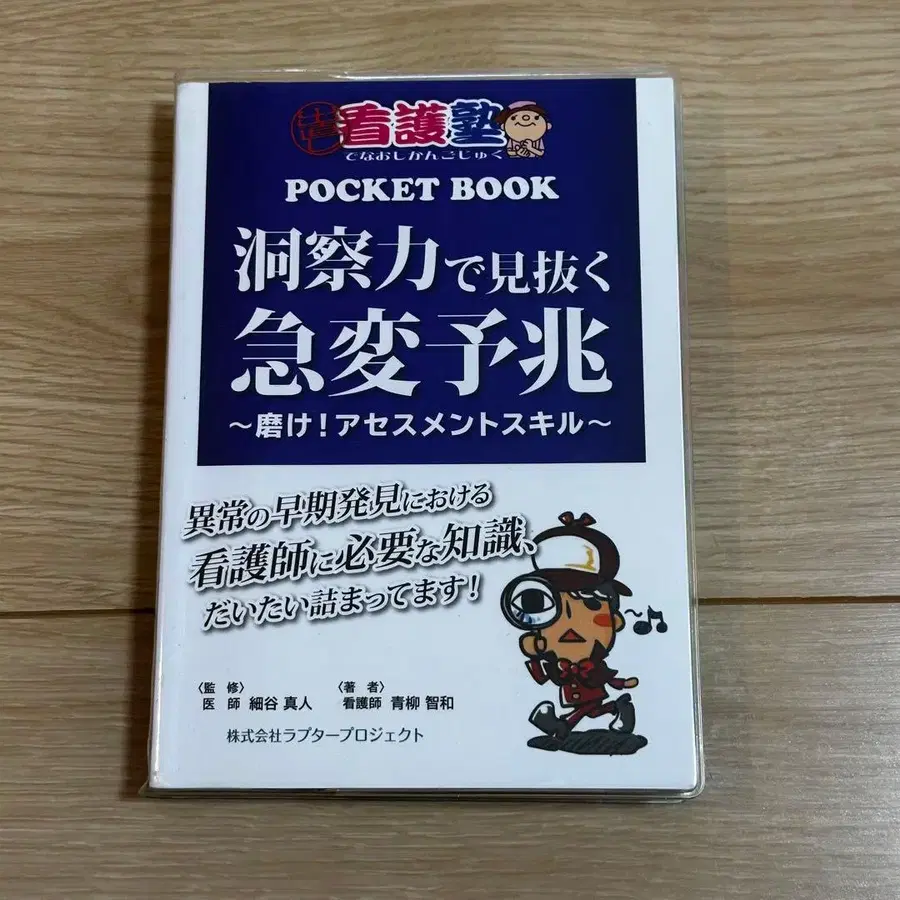 出直し看護塾
でなおしかんごじゅく
POCKET BOOK
洞察力で見抜く
急変予兆
～磨け！アセスメントスキル～
異常の早期発見における
看護師に必要な知識、
だいたい詰まってます！
〈監　修〉　〈著　者〉
医　師 細谷 真人　看護師 青柳 智和
株式会社ラプタープロジェクト